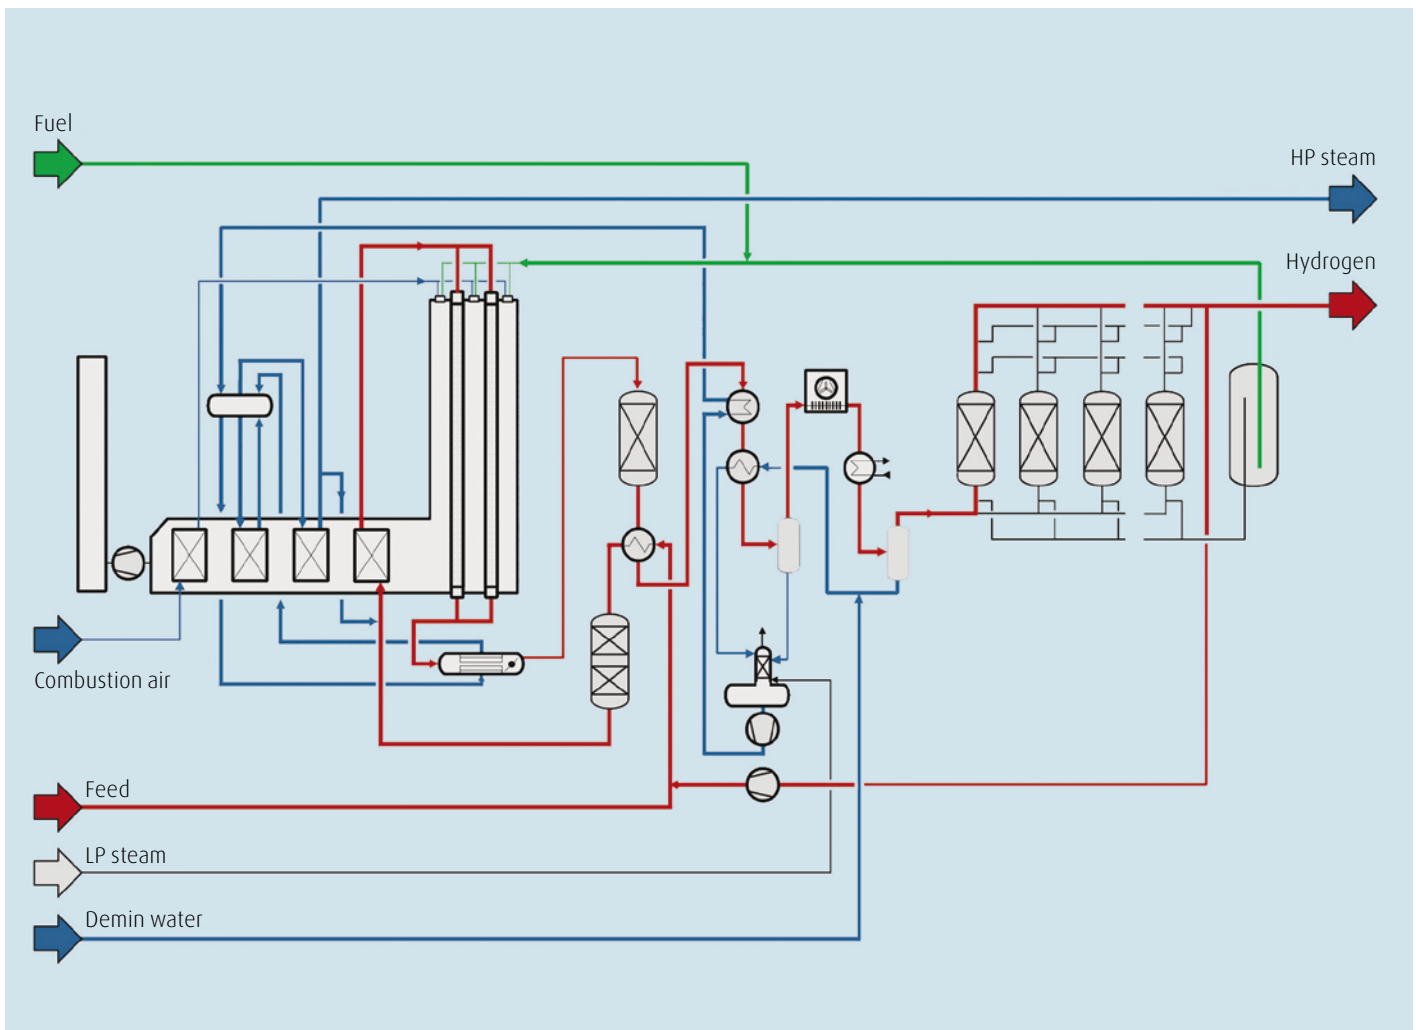 Fuel
HP steam
Hydrogen
Combustion air
Feed
LP steam
Demin water